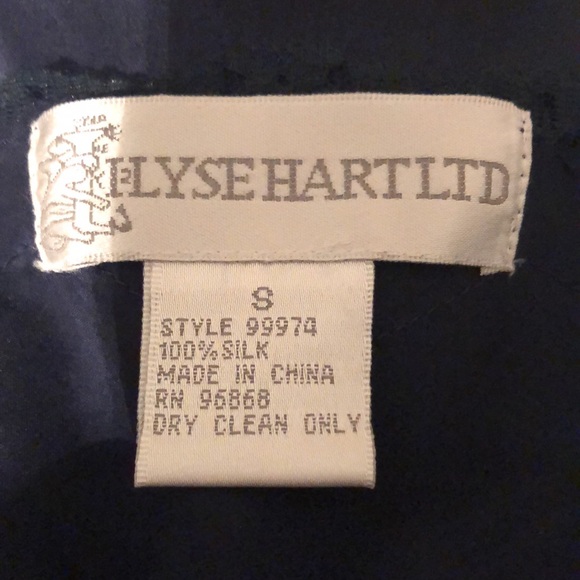 ELYSE HART LTD
S
STYLE 99974
100% SILK
MADE IN CHINA
RN 96868
DRY CLEAN ONLY